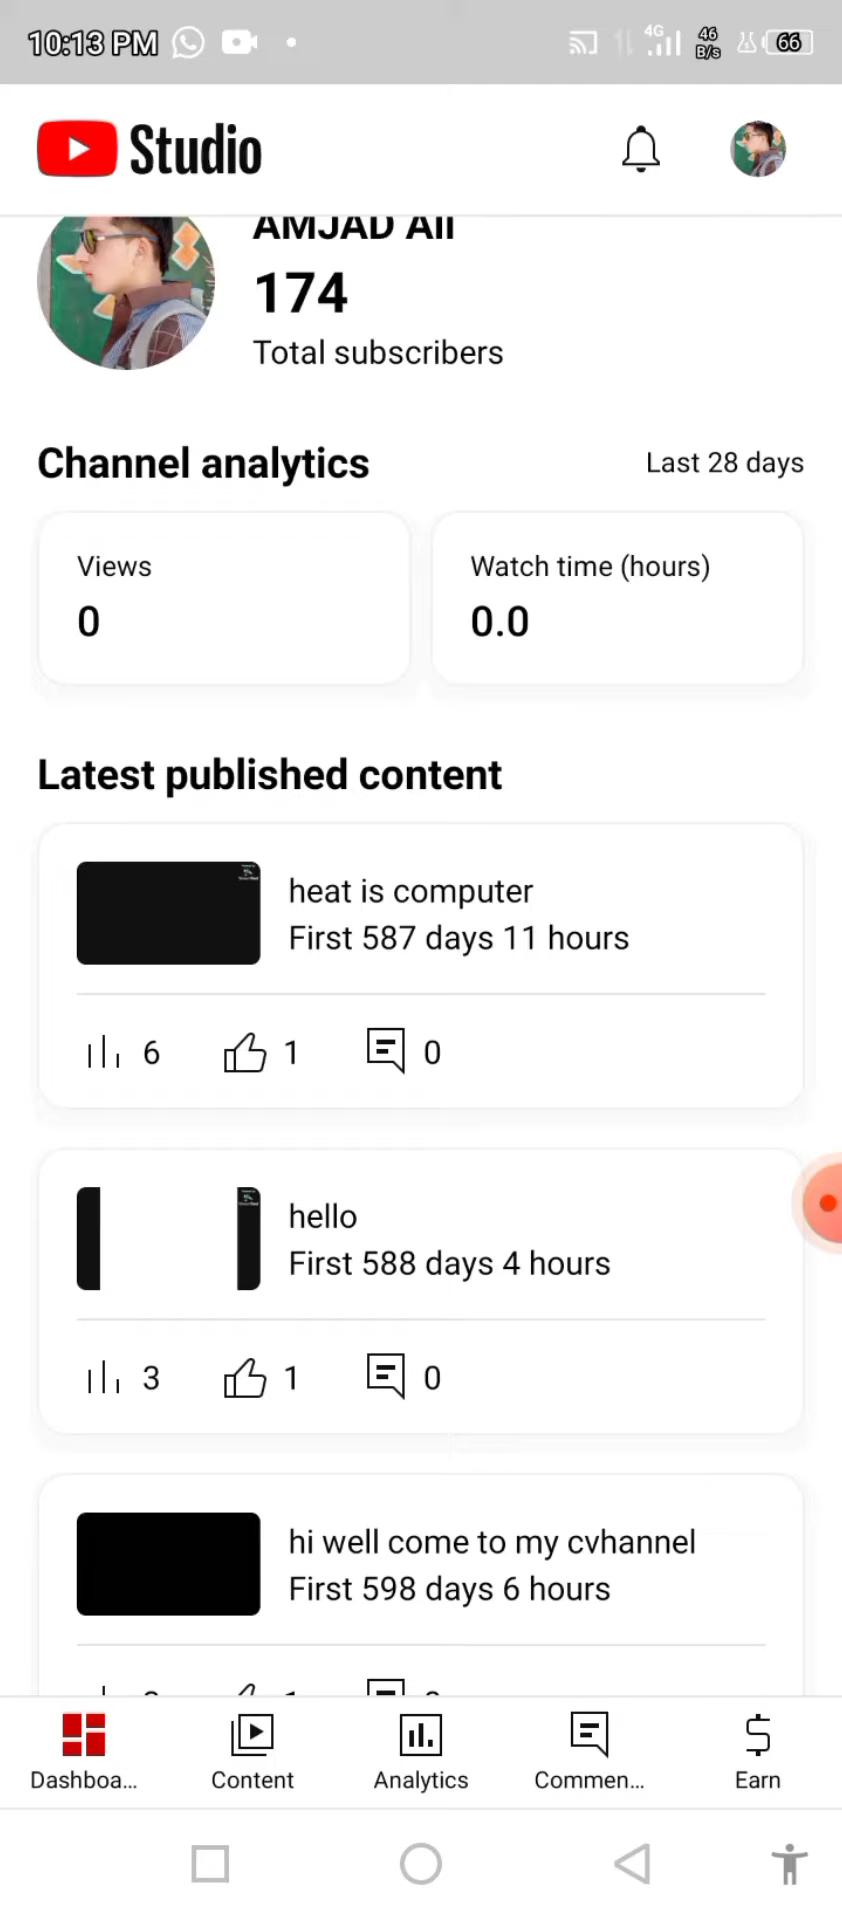 10:13 PM
4G
46
B/s
66
Studio
AMJAD All
174
Total subscribers
Channel analytics
Last 28 days
Views
0
Watch time (hours)
0.0
Latest published content
heat is computer
First 587 days 11 hours
6
1
0
hello
First 588 days 4 hours
3
1
0
hi well come to my cvhannel
First 598 days 6 hours
Dashboa...
Content
Analytics
Commen...
Earn